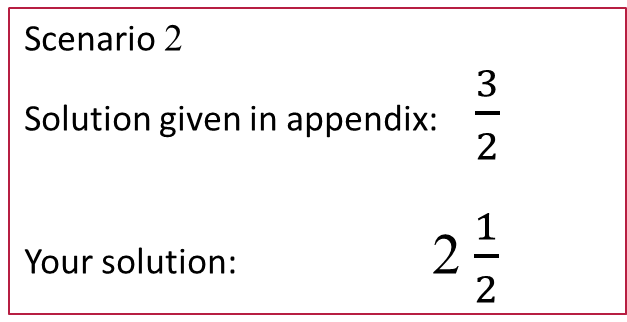 Scenario 2
Solution given in appendix: 3/2
Your solution: 2 1/2